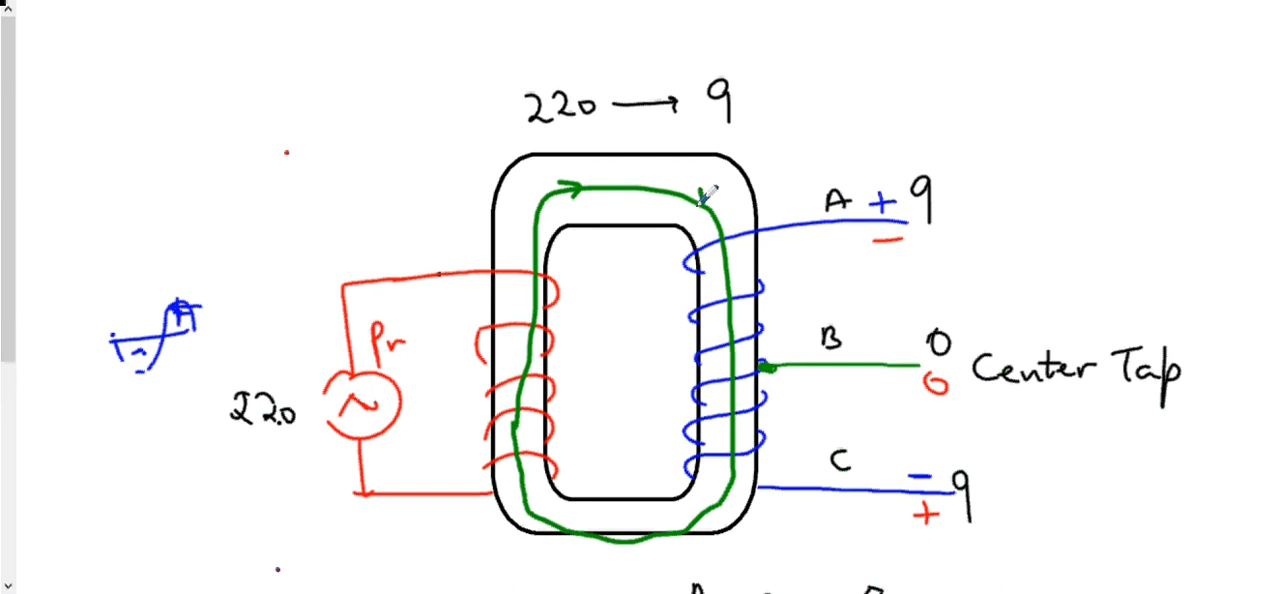 220 → 9
A + 9
−
Pr
220
~
B 0
0 Center Tap
C − 9
+